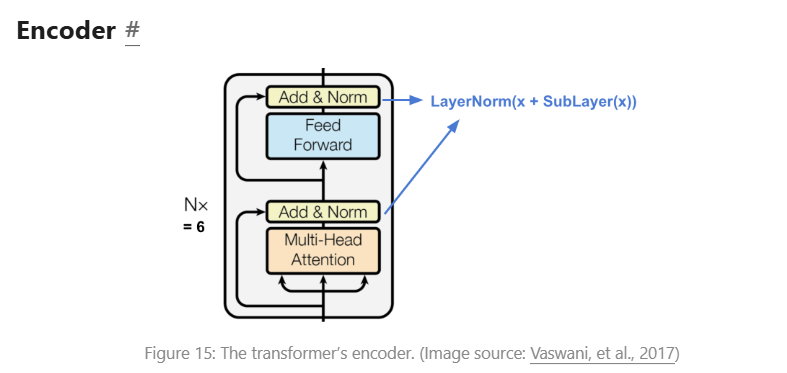 Encoder #
Add & Norm
LayerNorm(x + SubLayer(x))
Feed
Forward
Nx
= 6
Add & Norm
Multi-Head
Attention
Figure 15: The transformer’s encoder. (Image source: Vaswani, et al., 2017)